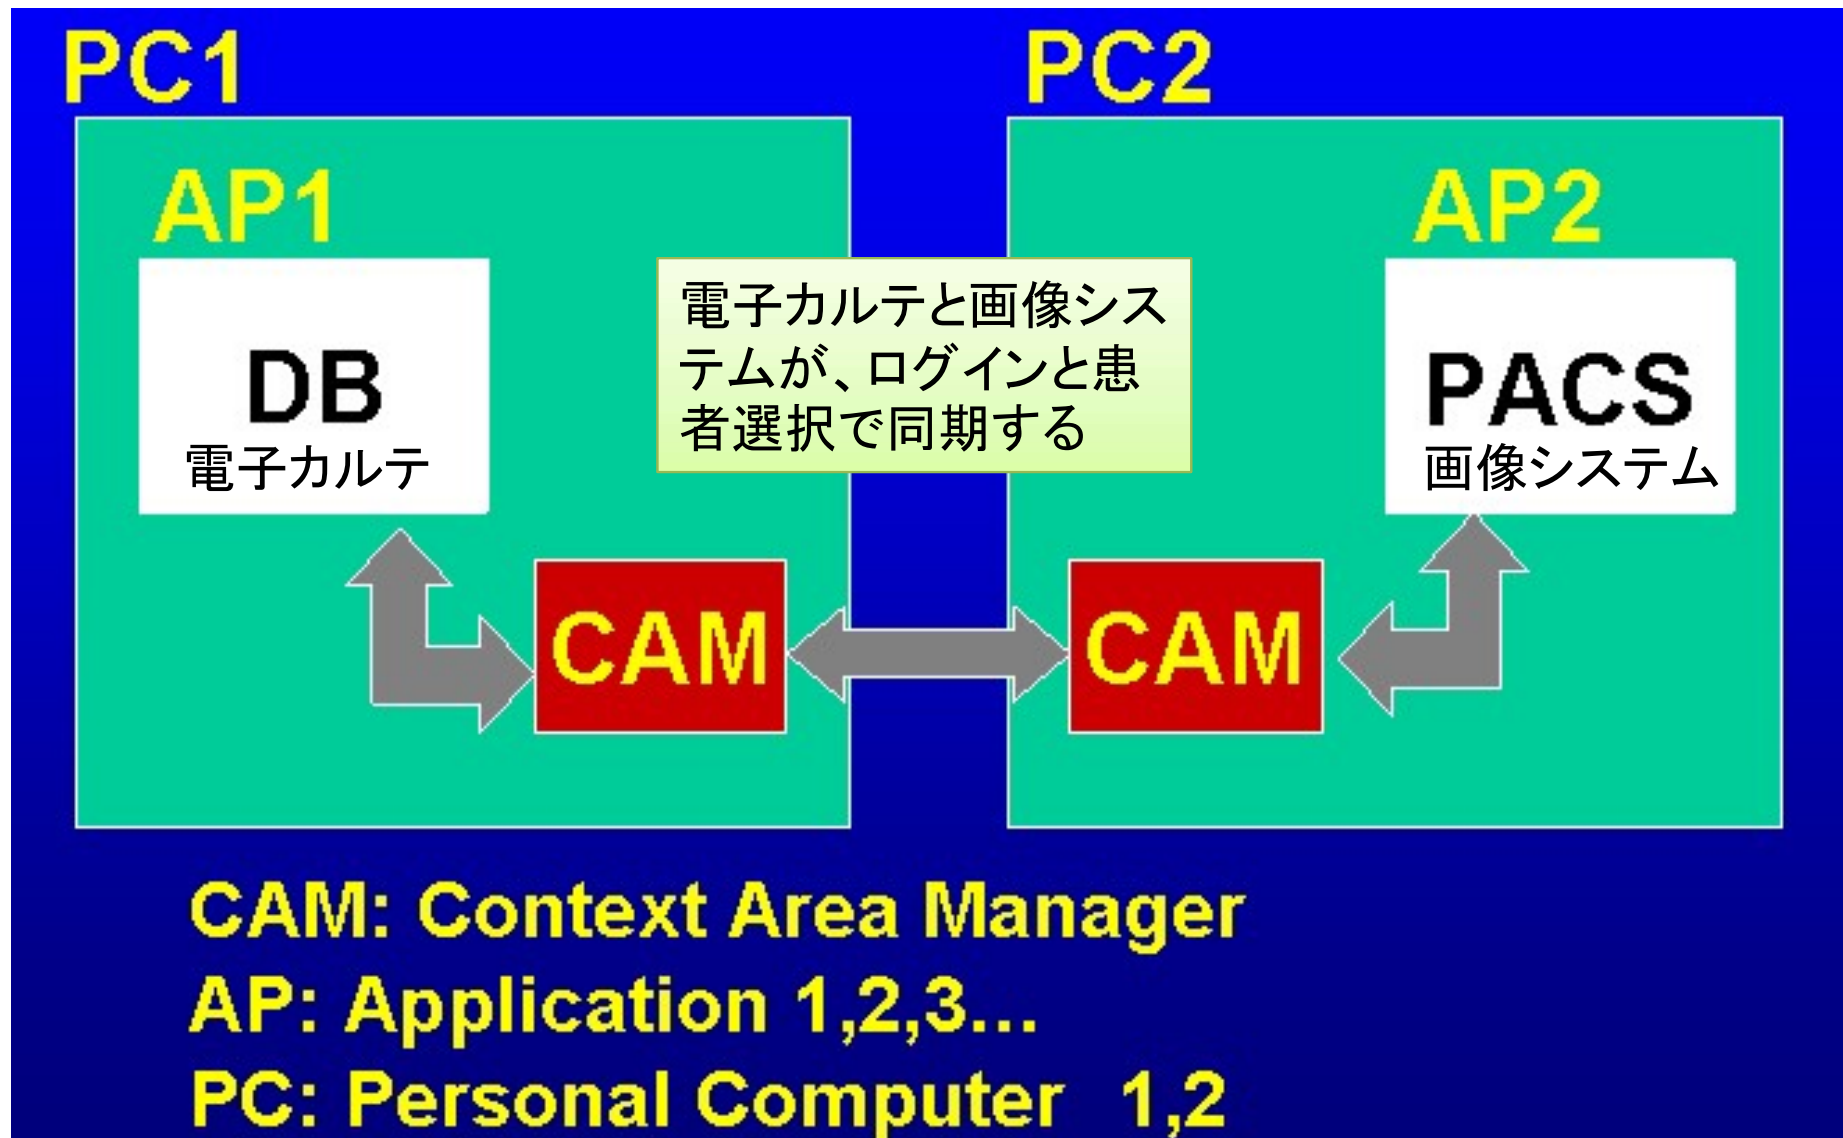 PC1
PC2
AP1
AP2
DB
電子カルテ
電子カルテと画像シス
テムが、ログインと患
者選択で同期する
PACS
画像システム
CAM
CAM
CAM: Context Area Manager
AP: Application 1,2,3...
PC: Personal Computer 1,2